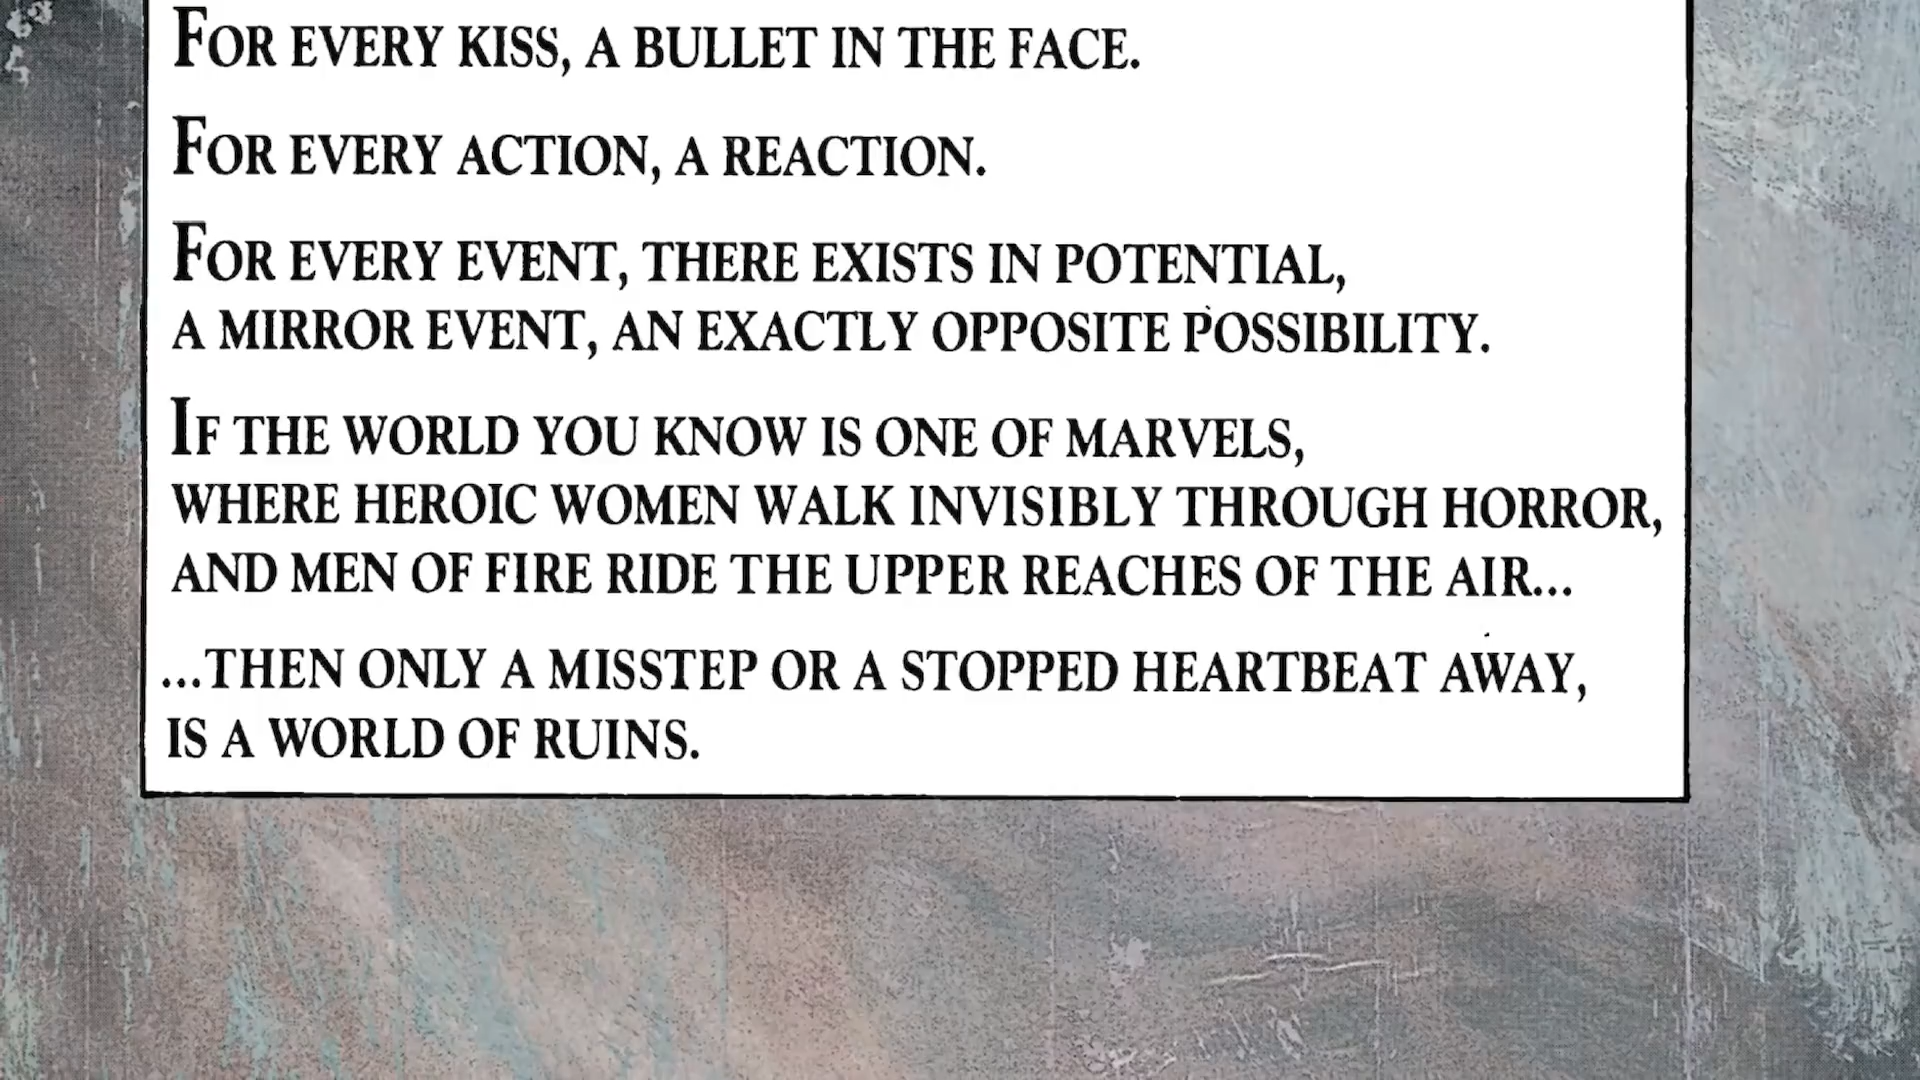 FOR EVERY KISS, A BULLET IN THE FACE.
FOR EVERY ACTION, A REACTION.
FOR EVERY EVENT, THERE EXISTS IN POTENTIAL,
A MIRROR EVENT, AN EXACTLY OPPOSITE POSSIBILITY.
IF THE WORLD YOU KNOW IS ONE OF MARVELS,
WHERE HEROIC WOMEN WALK INVISIBLY THROUGH HORROR,
AND MEN OF FIRE RIDE THE UPPER REACHES OF THE AIR...
...THEN ONLY A MISSTEP OR A STOPPED HEARTBEAT AWAY,
IS A WORLD OF RUINS.